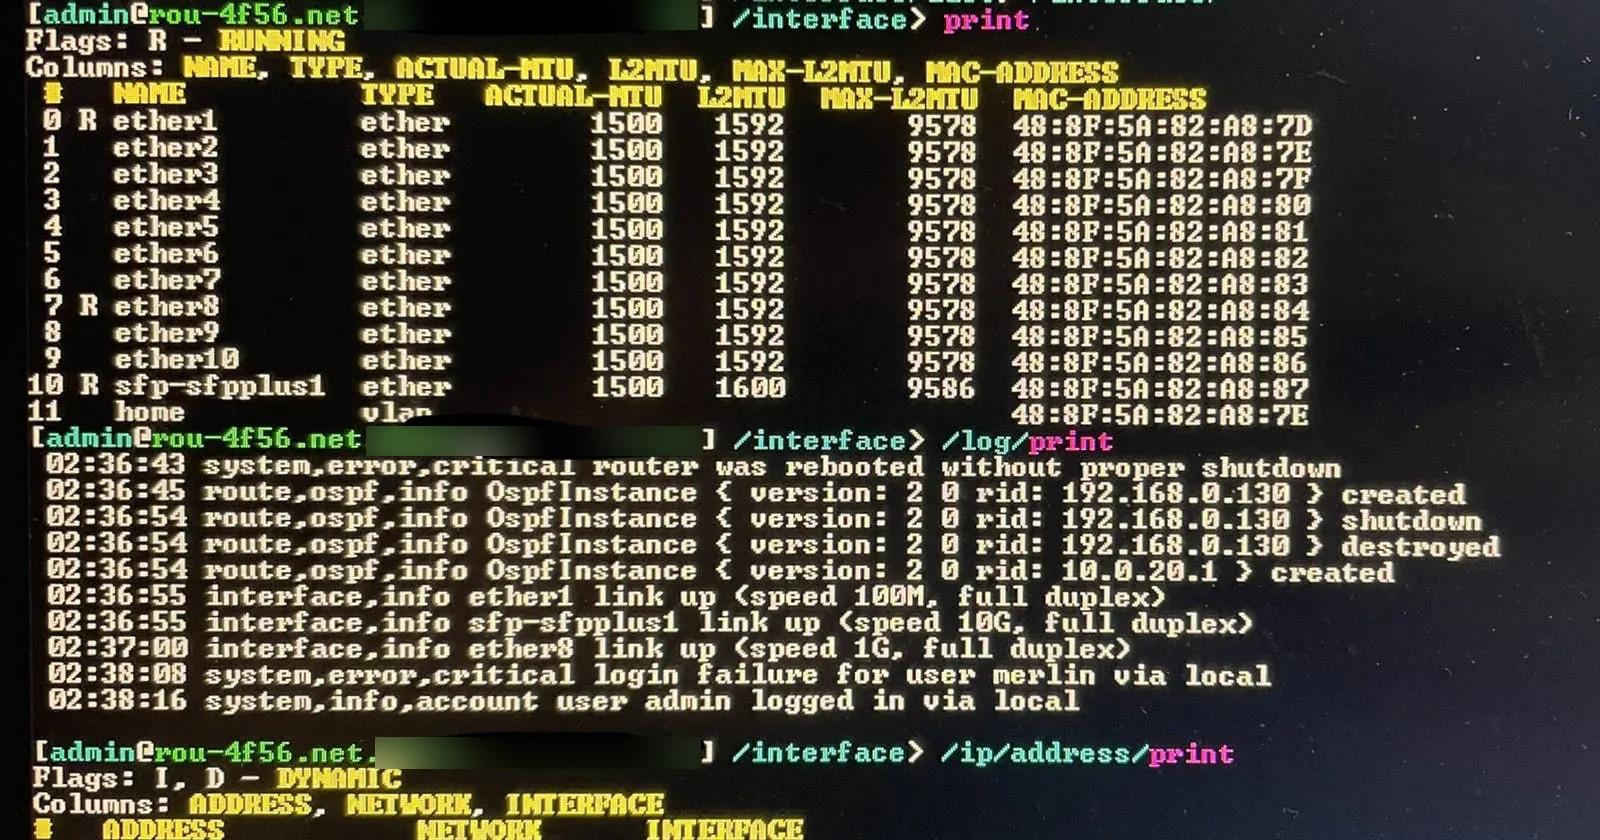 [admin@rou-4f56.net ] /interface> print
Flags: R - RUNNING
Columns: NAME, TYPE, ACTUAL-MTU, L2MTU, MAX-L2MTU, MAC-ADDRESS
#    NAME          TYPE   ACTUAL-MTU  L2MTU  MAX-L2MTU  MAC-ADDRESS
0 R ether1 ether 1500 1592 9578 48:8F:5A:82:A8:7D
1 ether2 ether 1500 1592 9578 48:8F:5A:82:A8:7E
2 ether3 ether 1500 1592 9578 48:8F:5A:82:A8:7F
3 ether4 ether 1500 1592 9578 48:8F:5A:82:A8:80
4 ether5 ether 1500 1592 9578 48:8F:5A:82:A8:81
5 ether6 ether 1500 1592 9578 48:8F:5A:82:A8:82
6 ether7 ether 1500 1592 9578 48:8F:5A:82:A8:83
7 R ether8 ether 1500 1592 9578 48:8F:5A:82:A8:84
8 ether9 ether 1500 1592 9578 48:8F:5A:82:A8:85
9 ether10 ether 1500 1592 9578 48:8F:5A:82:A8:86
10 R sfp-sfpplus1 ether 1500 1600 9586 48:8F:5A:82:A8:87
11 home vlan 48:8F:5A:82:A8:7E
[admin@rou-4f56.net ] /interface> /log/print
02:36:43 system,error,critical router was rebooted without proper shutdown
02:36:45 route,ospf,info OspfInstance { version: 2 0 rid: 192.168.0.130 } created
02:36:54 route,ospf,info OspfInstance { version: 2 0 rid: 192.168.0.130 } shutdown
02:36:54 route,ospf,info OspfInstance { version: 2 0 rid: 192.168.0.130 } destroyed
02:36:54 route,ospf,info OspfInstance { version: 2 0 rid: 10.0.20.1 } created
02:36:55 interface,info ether1 link up (speed 100M, full duplex)
02:36:55 interface,info sfp-sfpplus1 link up (speed 10G, full duplex)
02:37:00 interface,info ether8 link up (speed 1G, full duplex)
02:38:08 system,error,critical login failure for user merlin via local
02:38:16 system,info,account user admin logged in via local
[admin@rou-4f56.net. ] /interface> /ip/address/print
Flags: I, D - DYNAMIC
Columns: ADDRESS, NETWORK, INTERFACE
# ADDRESS NETWORK INTERFACE